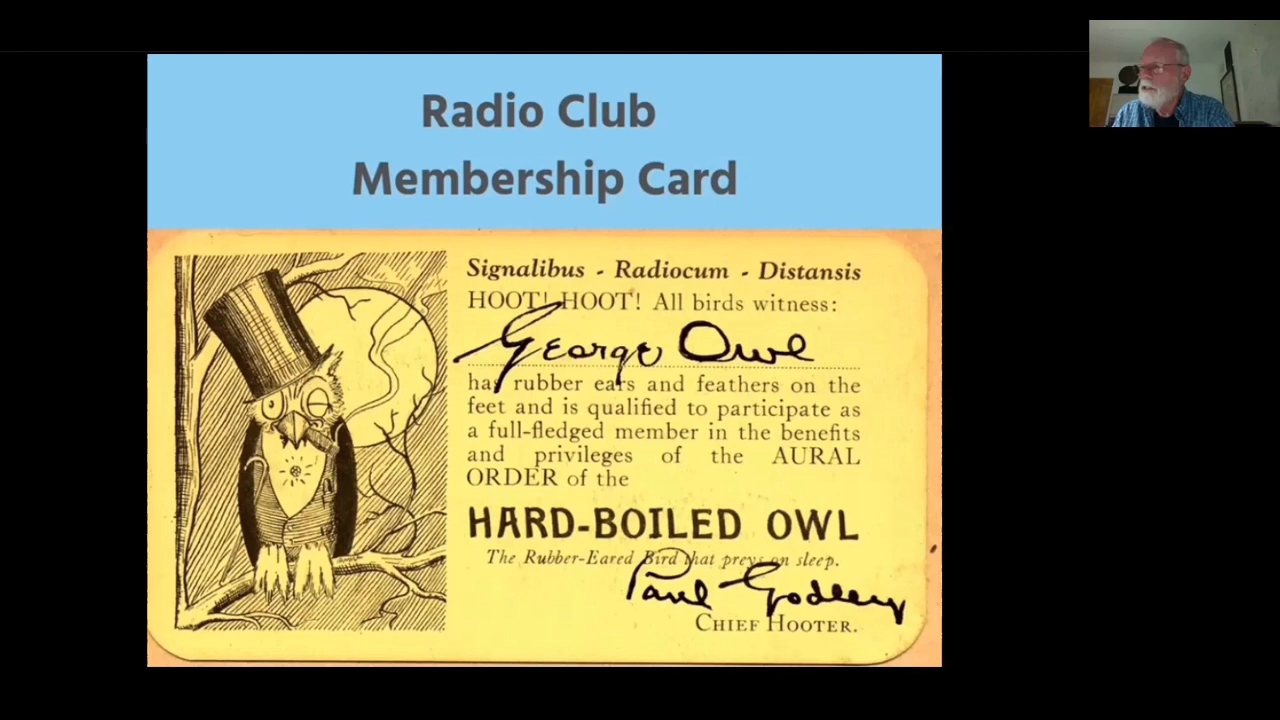 Radio Club
Membership Card
Signalibus - Radiocum - Distansis
HOOT! HOOT! All birds witness:
George Owl
has rubber ears and feathers on the
feet and is qualified to participate as
a full-fledged member in the benefits
and privileges of the AURAL
ORDER of the
HARD-BOILED OWL
The Rubber-Eared Bird that preys on sleep.
Paul Godley
CHIEF HOOTER.